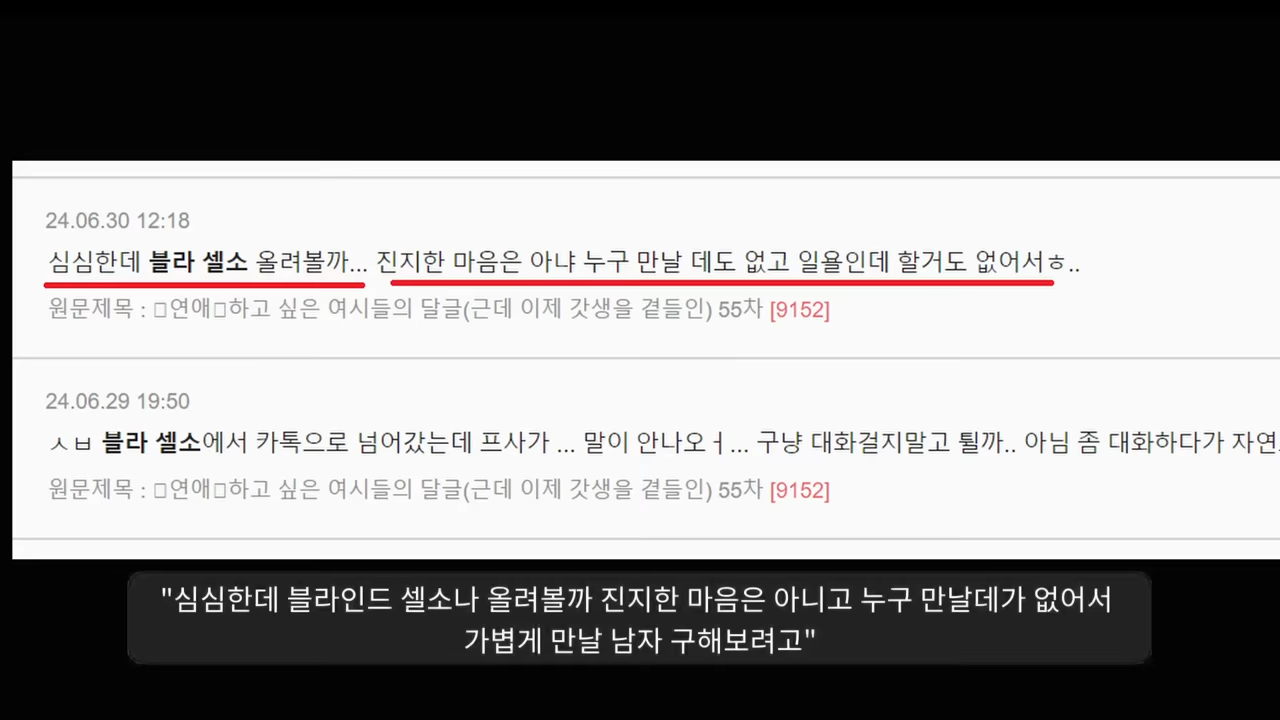 24.06.30 12:18
심심한데 블라 셀소 올려볼까... 진지한 마음은 아냐 누구 만날 데도 없고 일욜인데 할거도 없어서ㅎ..
원문제목 : □연애□하고 싶은 여시들의 달글(근데 이제 갓생을 곁들인) 55차 [9152]
24.06.29 19:50
ㅅㅂ 블라 셀소에서 카톡으로 넘어갔는데 프사가 ... 말이 안나오ㅓ... 구냥 대화걸지말고 튈까.. 아님 좀 대화하다가 자연
원문제목 : □연애□하고 싶은 여시들의 달글(근데 이제 갓생을 곁들인) 55차 [9152]
"심심한데 블라인드 셀소나 올려볼까 진지한 마음은 아니고 누구 만날데가 없어서
가볍게 만날 남자 구해보려고"